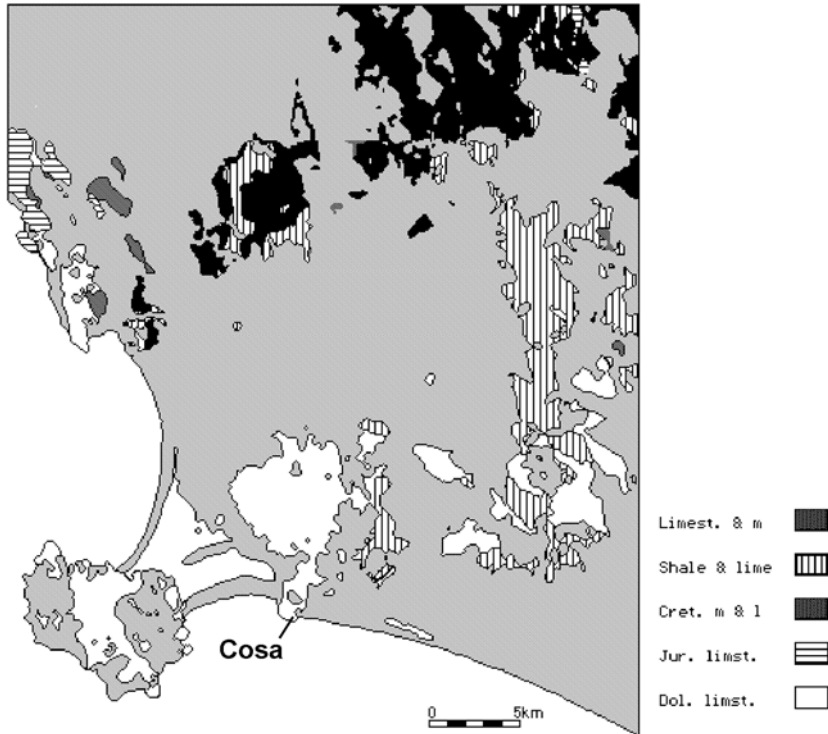 Limest. & m
Shale & lime
Cret. m & l
Jur. limst.
Dol. limst.
Cosa
0 5km